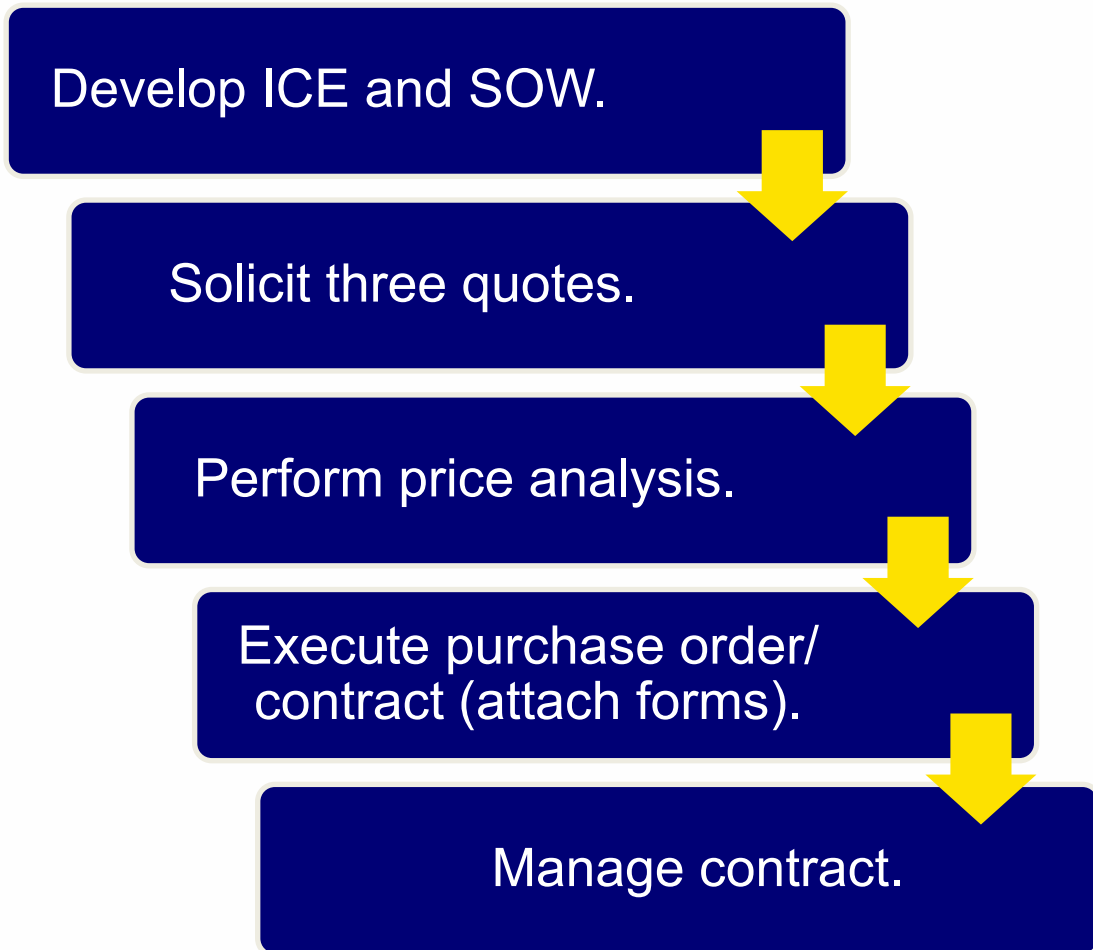 Develop ICE and SOW.
Solicit three quotes.
Perform price analysis.
Execute purchase order/
contract (attach forms).
Manage contract.